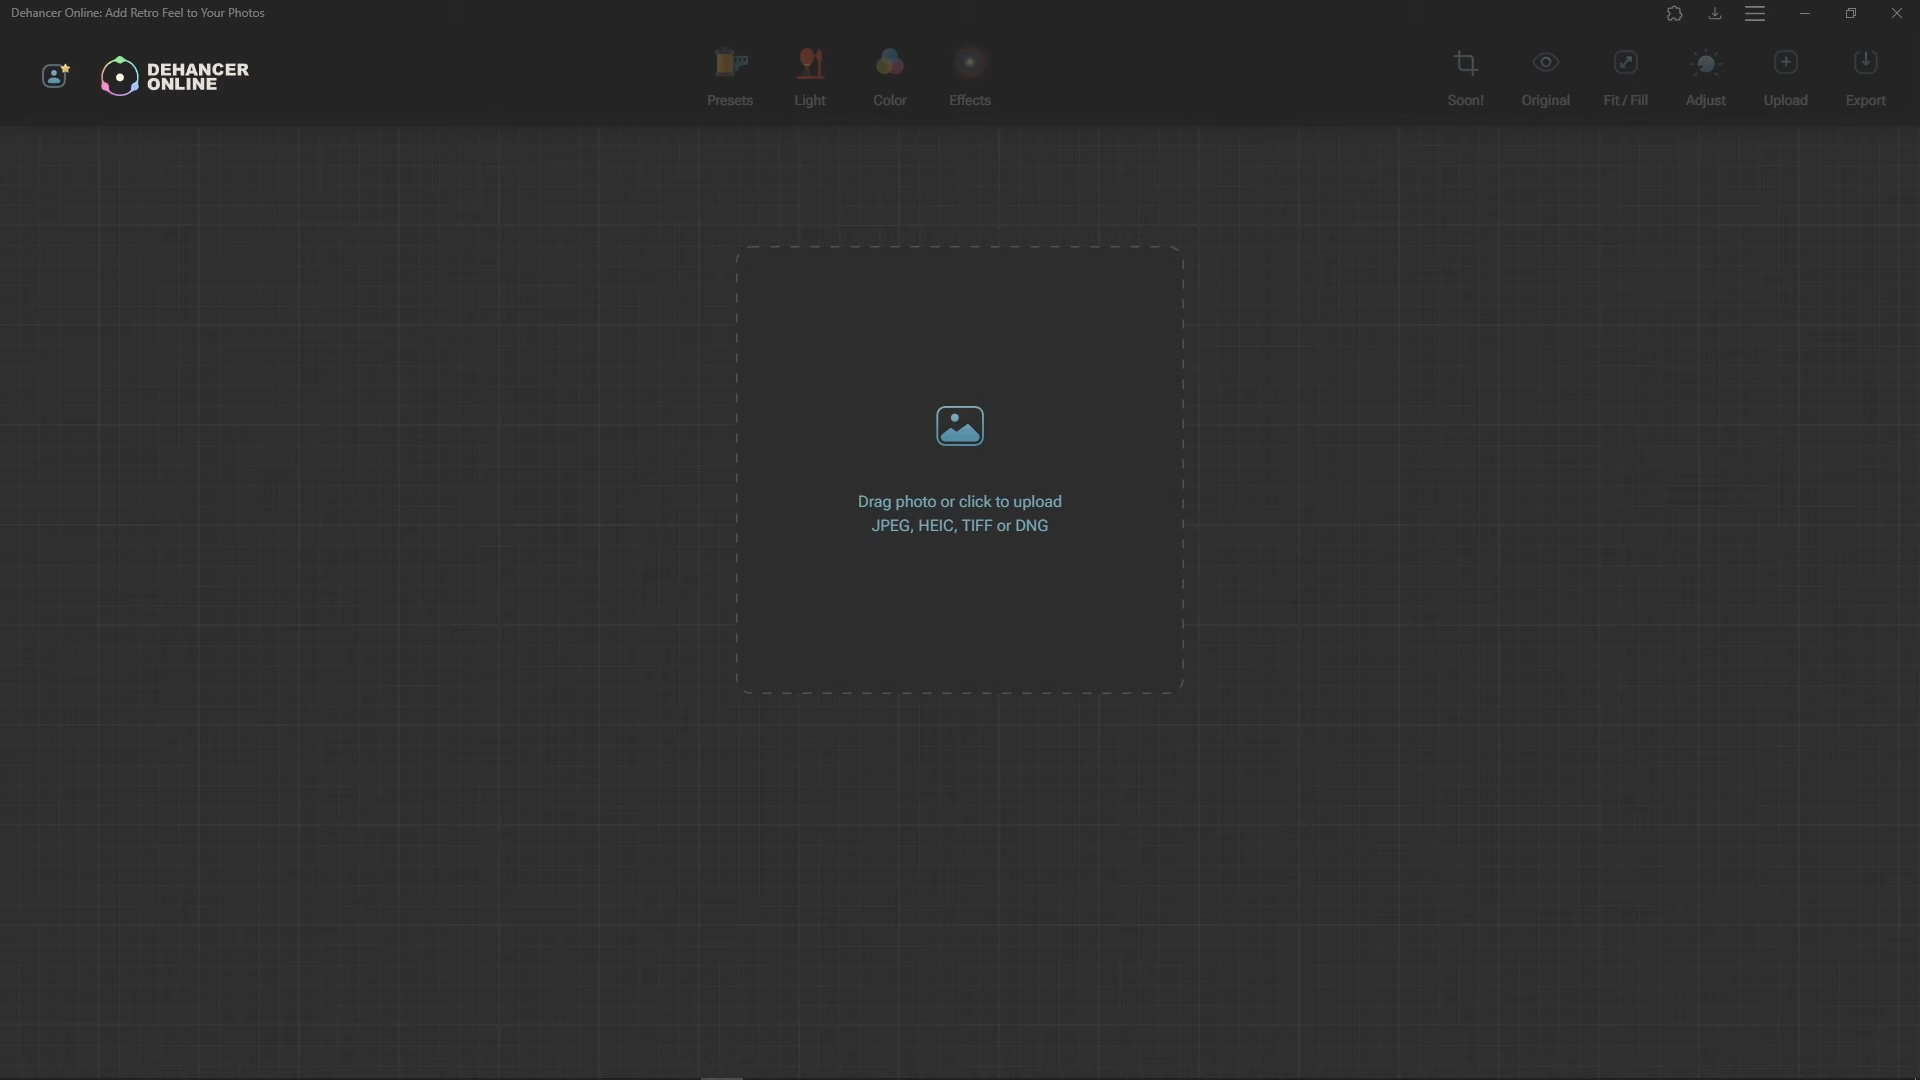 Dehancer Online: Add Retro Feel to Your Photos
DEHANCER
ONLINE
Presets
Light
Color
Effects
Soon!
Original
Fit / Fill
Adjust
Upload
Export
Drag photo or click to upload
JPEG, HEIC, TIFF or DNG